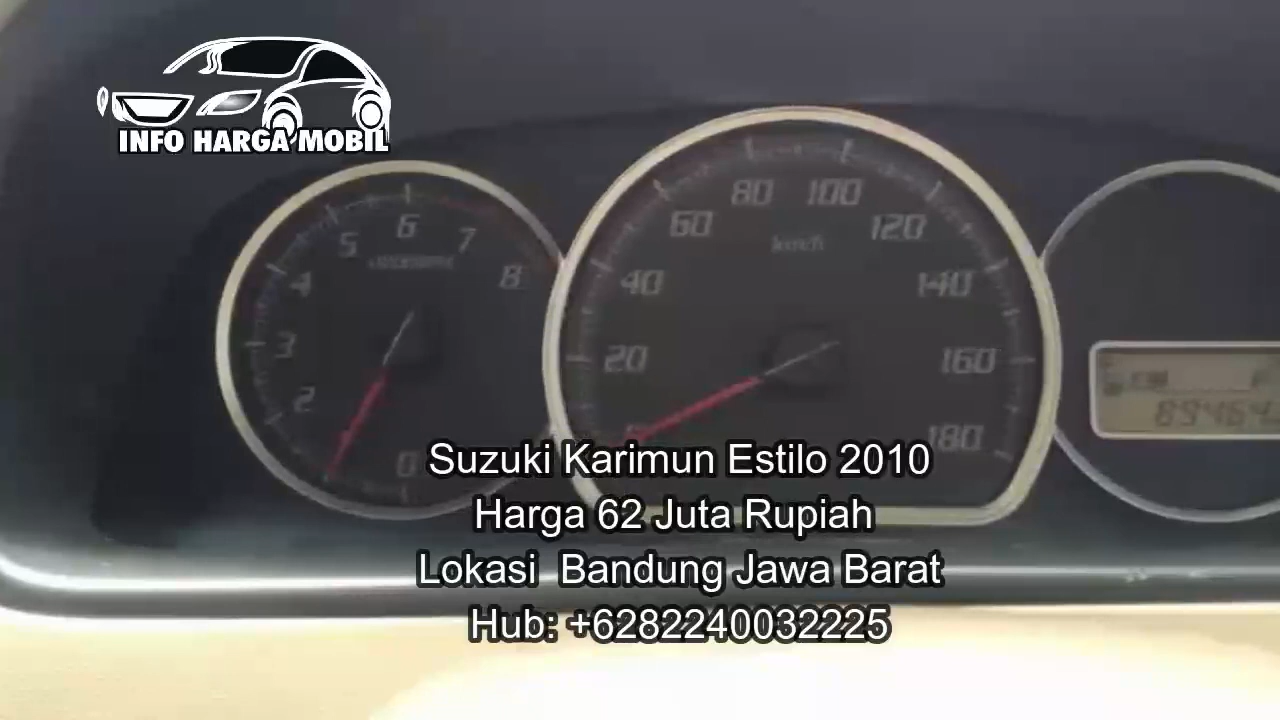 INFO HARGA MOBIL
80 100
60 120
km/h
5 6 7
4 8
40 140
3
20 160
2
0
180
Suzuki Karimun Estilo 2010
Harga 62 Juta Rupiah
Lokasi Bandung Jawa Barat
Hub: +6282240032225